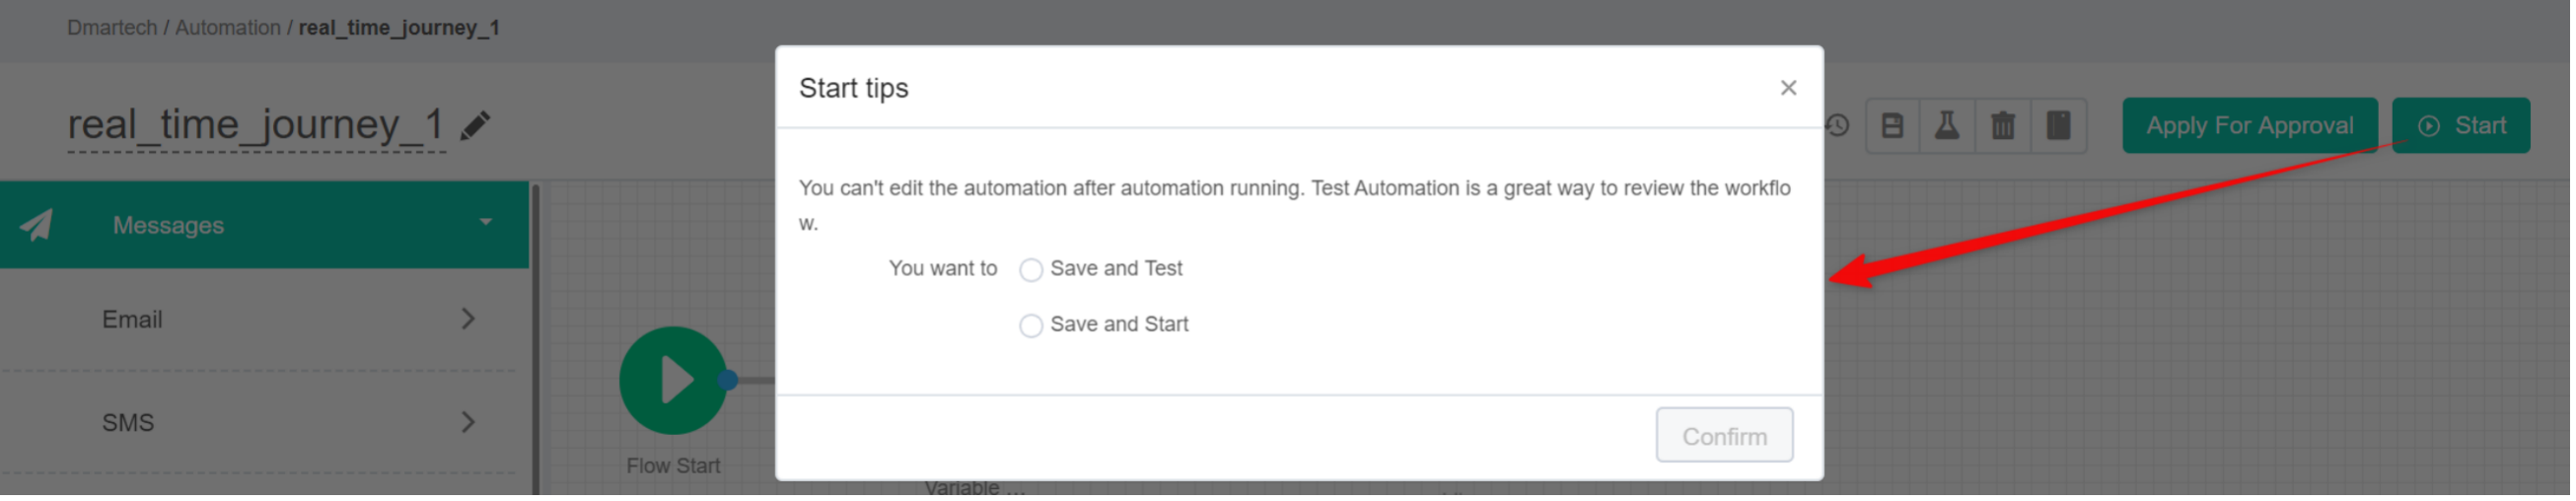 Dmartech / Automation / real_time_journey_1
real_time_journey_1
Apply For Approval
Start
Start tips
You can't edit the automation after automation running. Test Automation is a great way to review the workflo
w.
You want to
Save and Test
Save and Start
Confirm
Messages
Email
SMS
Flow Start
Variable ...